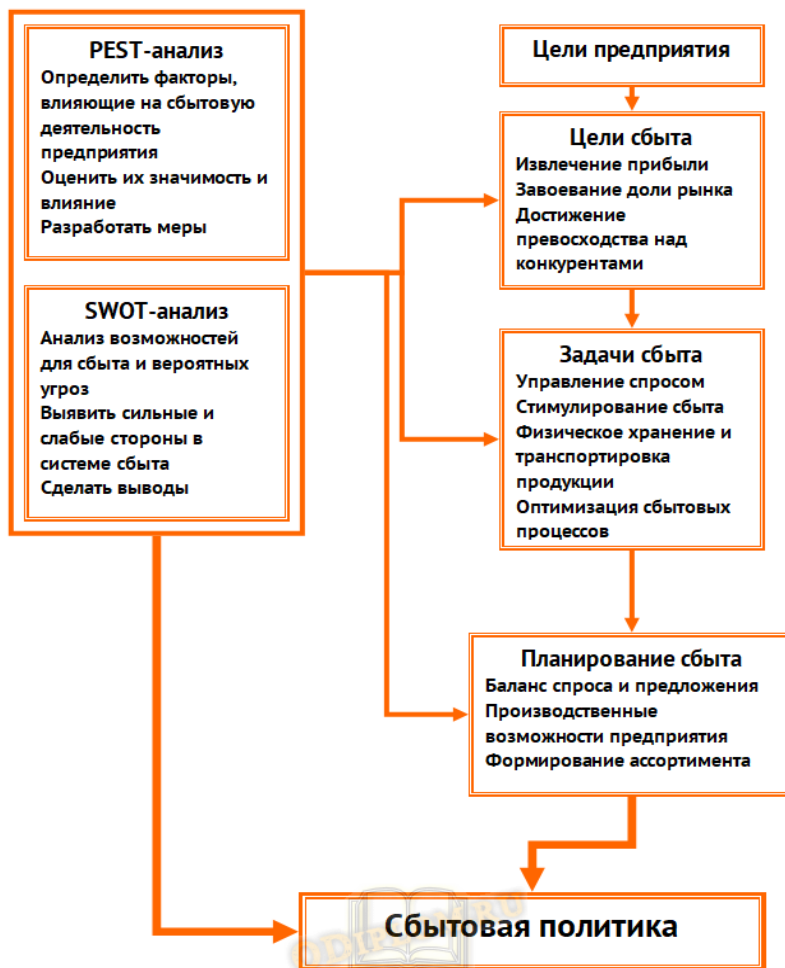 PEST-анализ
Определить факторы,
влияющие на сбытовую
деятельность
предприятия
Оценить их значимость и
влияние
Разработать меры
SWOT-анализ
Анализ возможностей
для сбыта и вероятных
угроз
Выявить сильные и
слабые стороны в
системе сбыта
Сделать выводы
Цели предприятия
Цели сбыта
Извлечение прибыли
Завоевание доли рынка
Достижение
превосходства над
конкурентами
Задачи сбыта
Управление спросом
Стимулирование сбыта
Физическое хранение и
транспортировка
продукции
Оптимизация сбытовых
процессов
Планирование сбыта
Баланс спроса и предложения
Производственные
возможности предприятия
Формирование ассортимента
Сбытовая политика